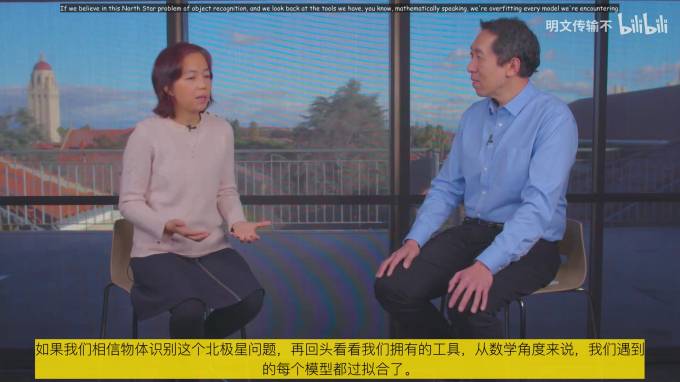 If we believe in this North Star problem of object recognition, and we look back at the tools we have, you know, mathematically speaking, we're overfitting every model we're encountering.
明文传输不 bilibili
如果我们相信物体识别这个北极星问题，再回头看看我们拥有的工具，从数学角度来说，我们遇到
的每个模型都过拟合了。